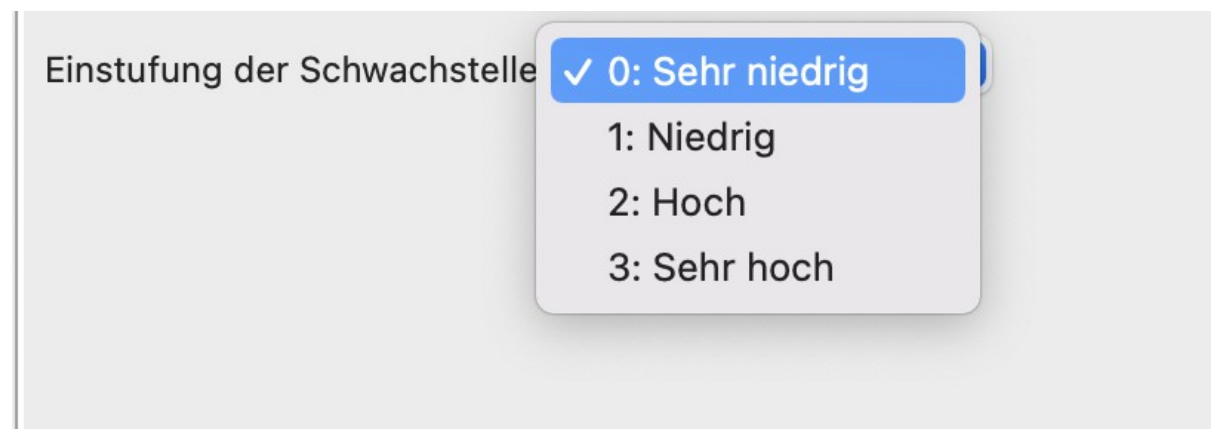 Einstufung der Schwachstelle ✓ 0: Sehr niedrig
1: Niedrig
2: Hoch
3: Sehr hoch